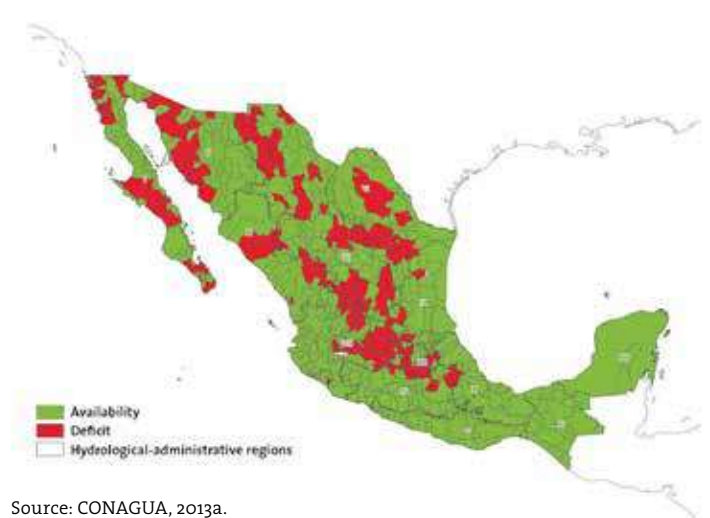 Availability
Deficit
Hydrological-administrative regions
Source: CONAGUA, 2013a.